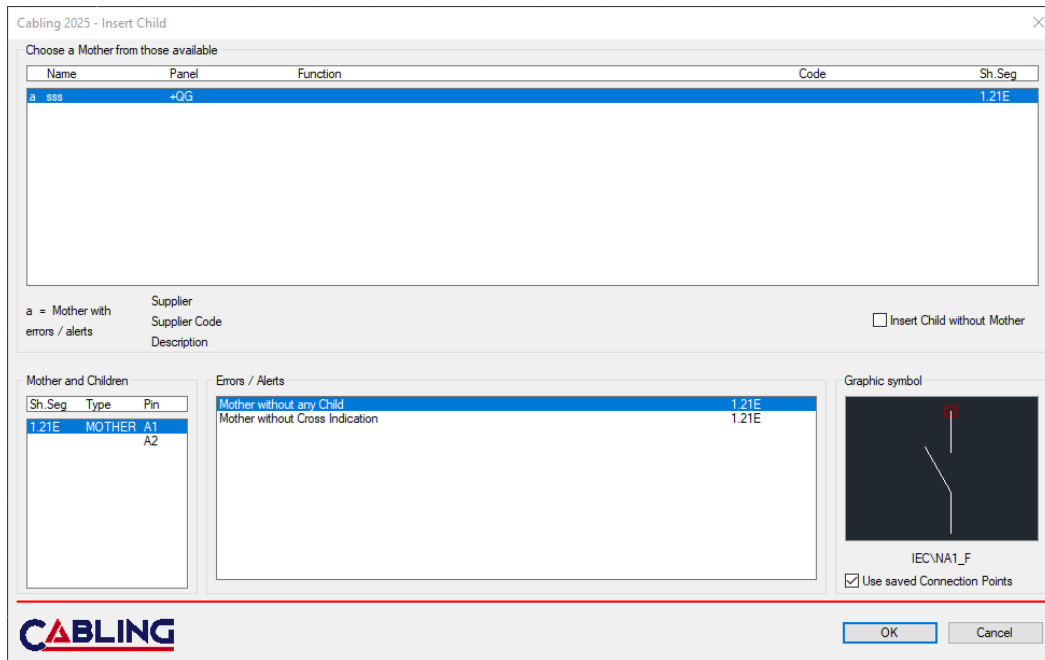 Cabling 2025 - Insert Child
Choose a Mother from those available
Name Panel Function Code Sh.Seg
a sss +QG 1.21E
a = Mother with
errors / alerts
Supplier
Supplier Code
Description
Insert Child without Mother
Mother and Children
Sh.Seg Type Pin
1.21E MOTHER A1
A2
Errors / Alerts
Mother without any Child 1.21E
Mother without Cross Indication 1.21E
Graphic symbol
IEC\NA1_F
Use saved Connection Points
CABLING
OK Cancel